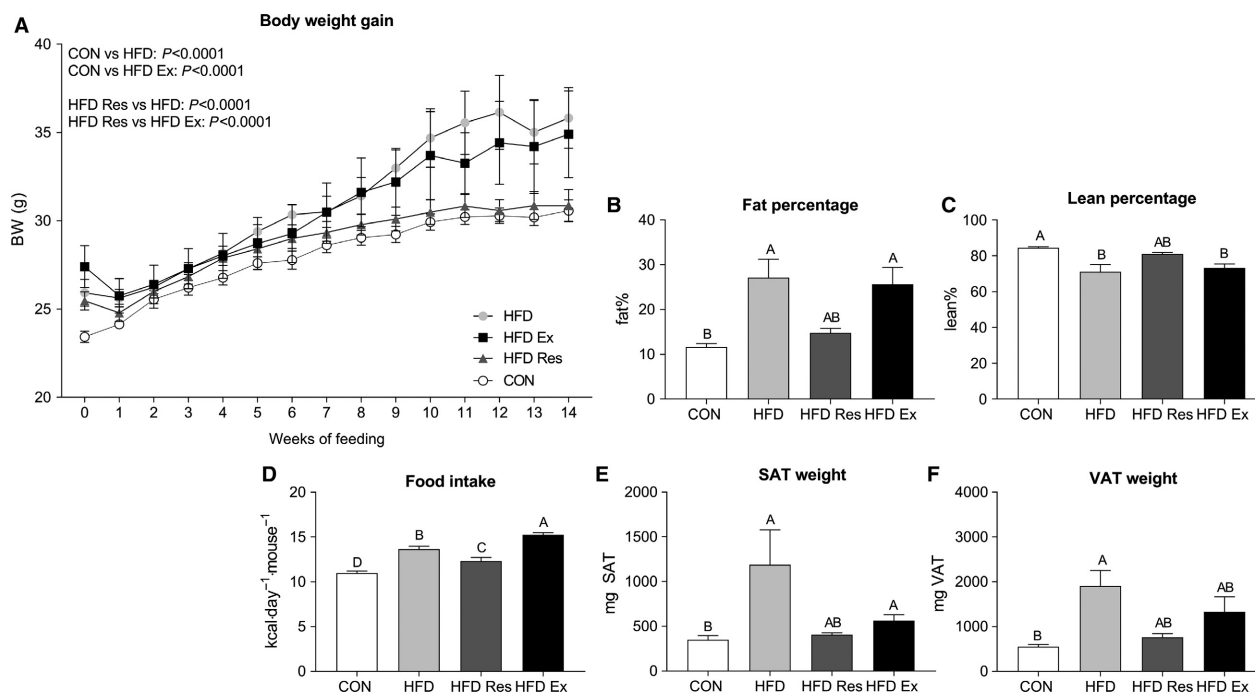 A
Body weight gain
CON vs HFD: P<0.0001
CON vs HFD Ex: P<0.0001
HFD Res vs HFD: P<0.0001
HFD Res vs HFD Ex: P<0.0001
BW (g)
40
35
30
25
20
HFD
HFD Ex
HFD Res
CON
0 1 2 3 4 5 6 7 8 9 10 11 12 13 14
Weeks of feeding
B
Fat percentage
fat%
40
30
20
10
0
B A AB A
CON HFD HFD Res HFD Ex
C
Lean percentage
lean%
100
80
60
40
20
0
A B AB B
CON HFD HFD Res HFD Ex
D
Food intake
kcal·day⁻¹·mouse⁻¹
20
15
10
5
0
D B C A
CON HFD HFD Res HFD Ex
E
SAT weight
mg SAT
2000
1500
1000
500
0
B A AB A
CON HFD HFD Res HFD Ex
F
VAT weight
mg VAT
4000
3000
2000
1000
0
B A AB AB
CON HFD HFD Res HFD Ex